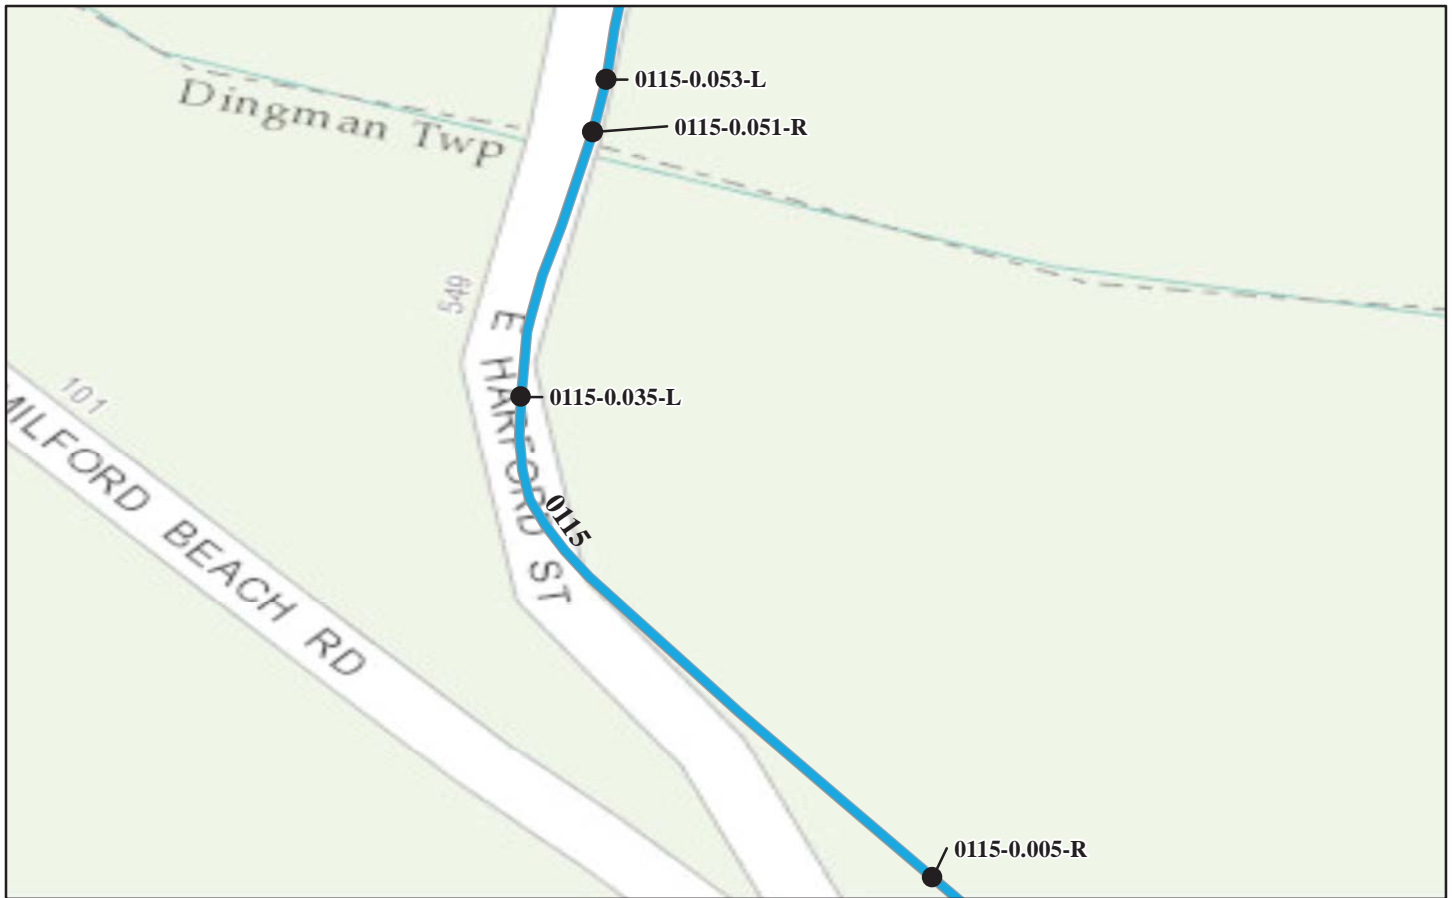 0115-0.053-L
Dingman Twp
0115-0.051-R
549
E HARFORD ST
101
0115-0.035-L
MILFORD BEACH RD
0115
0115-0.005-R